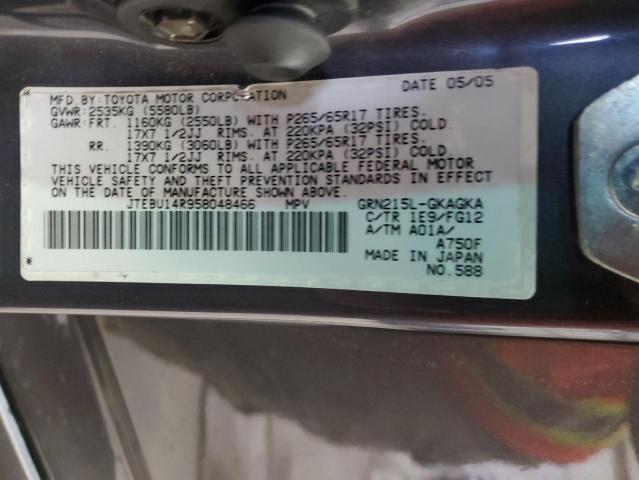 MFD.BY:TOYOTA MOTOR CORPORATION DATE 05/05
GVWR:2535KG (5580LB)
GAWR:FRT. 1160KG (2550LB) WITH P265/65R17 TIRES.
17X7 1/2JJ RIMS. AT 220KPA (32PSI) COLD.
RR. 1390KG (3060LB) WITH P265/65R17 TIRES.
17X7 1/2JJ RIMS. AT 220KPA (32PSI) COLD.
THIS VEHICLE CONFORMS TO ALL APPLICABLE FEDERAL MOTOR
VEHICLE SAFETY AND THEFT PREVENTION STANDARDS IN EFFECT
ON THE DATE OF MANUFACTURE SHOWN ABOVE.
JTEBU14R958048466 MPV GRN215L-GKAGKA
C/TR 1E9/FG12
A/TM A01A/
A750F
MADE IN JAPAN
NO.588